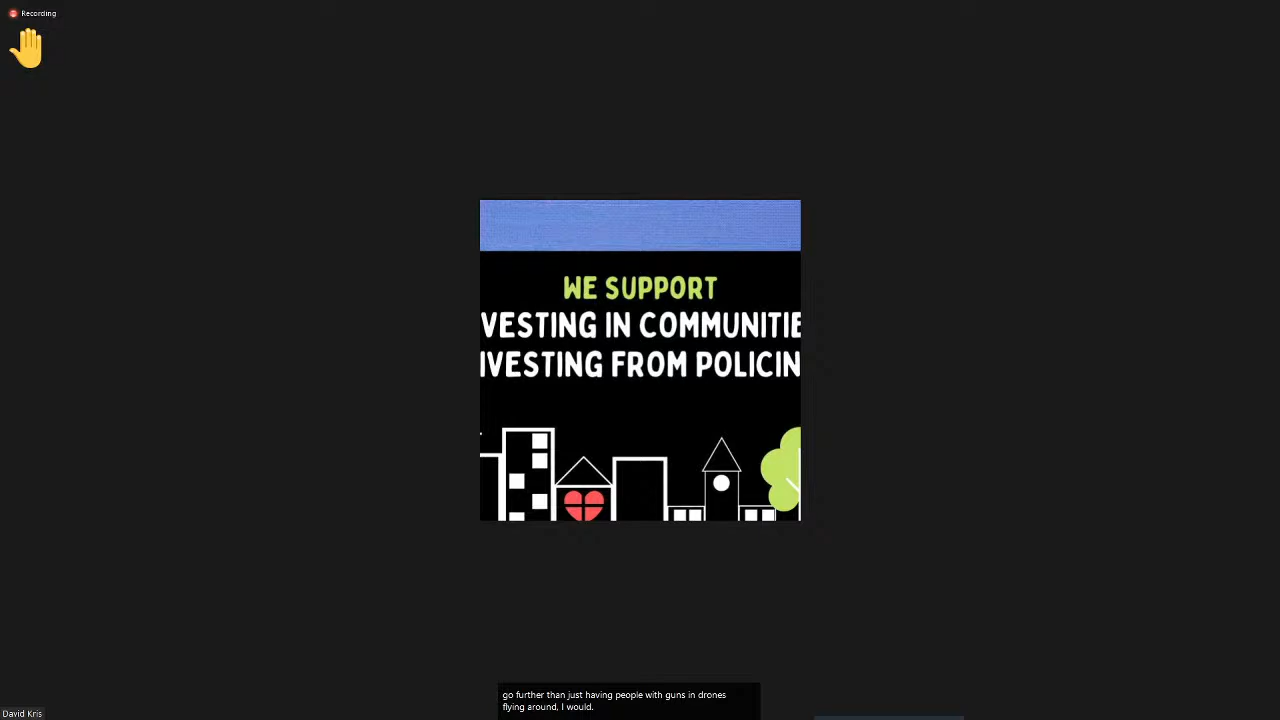 Recording
WE SUPPORT
VESTING IN COMMUNITIE
IVESTING FROM POLICIN
go further than just having people with guns in drones
flying around, I would.
David Kris